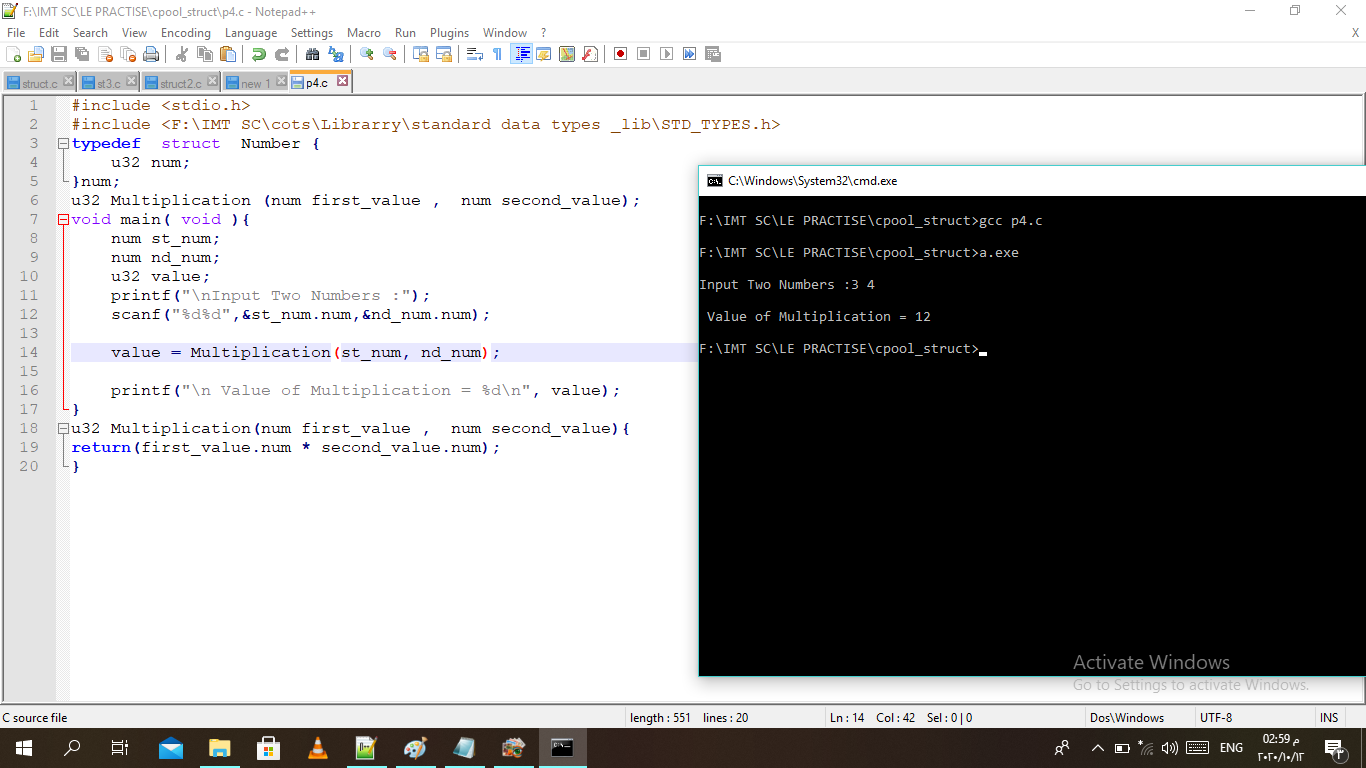 F:\IMT SC\LE PRACTISE\cpool_struct\p4.c - Notepad++
File Edit Search View Encoding Language Settings Macro Run Plugins Window ? X
struct.c st3.c struct2.c new 1 p4.c
1 #include <stdio.h>
2 #include <F:\IMT SC\cots\Librarry\standard data types _lib\STD_TYPES.h>
3 typedef struct Number {
4 u32 num;
5 }num;
6 u32 Multiplication (num first_value , num second_value);
7 void main( void ){
8 num st_num;
9 num nd_num;
10 u32 value;
11 printf("\nInput Two Numbers :");
12 scanf("%d%d",&st_num.num,&nd_num.num);
13
14 value = Multiplication(st_num, nd_num);
15
16 printf("\n Value of Multiplication = %d\n", value);
17 }
18 u32 Multiplication(num first_value , num second_value){
19 return(first_value.num * second_value.num);
20 }
C:\Windows\System32\cmd.exe
F:\IMT SC\LE PRACTISE\cpool_struct>gcc p4.c
F:\IMT SC\LE PRACTISE\cpool_struct>a.exe
Input Two Numbers :3 4
Value of Multiplication = 12
F:\IMT SC\LE PRACTISE\cpool_struct>
Activate Windows
Go to Settings to activate Windows.
C source file length : 551 lines : 20 Ln : 14 Col : 42 Sel : 0 | 0 Dos\Windows UTF-8 INS
ENG
02:59 م
٢٠٢٠/١٠/١٢
٣